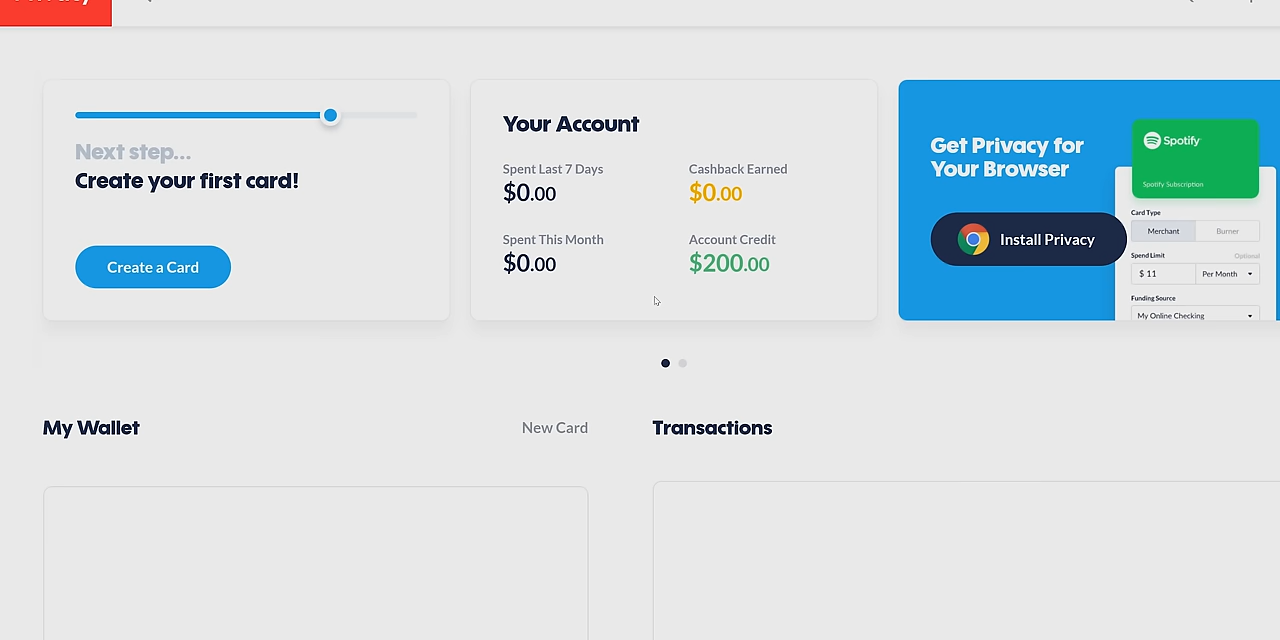 Next step...
Create your first card!
Create a Card
Your Account
Spent Last 7 Days
Cashback Earned
$0.00
$0.00
Spent This Month
Account Credit
$0.00
$200.00
Get Privacy for
Your Browser
Install Privacy
Spotify
Spotify Subscription
Card Type
Merchant
Burner
Spend Limit
Optional
$ 11
Per Month
Funding Source
My Online Checking
My Wallet
New Card
Transactions